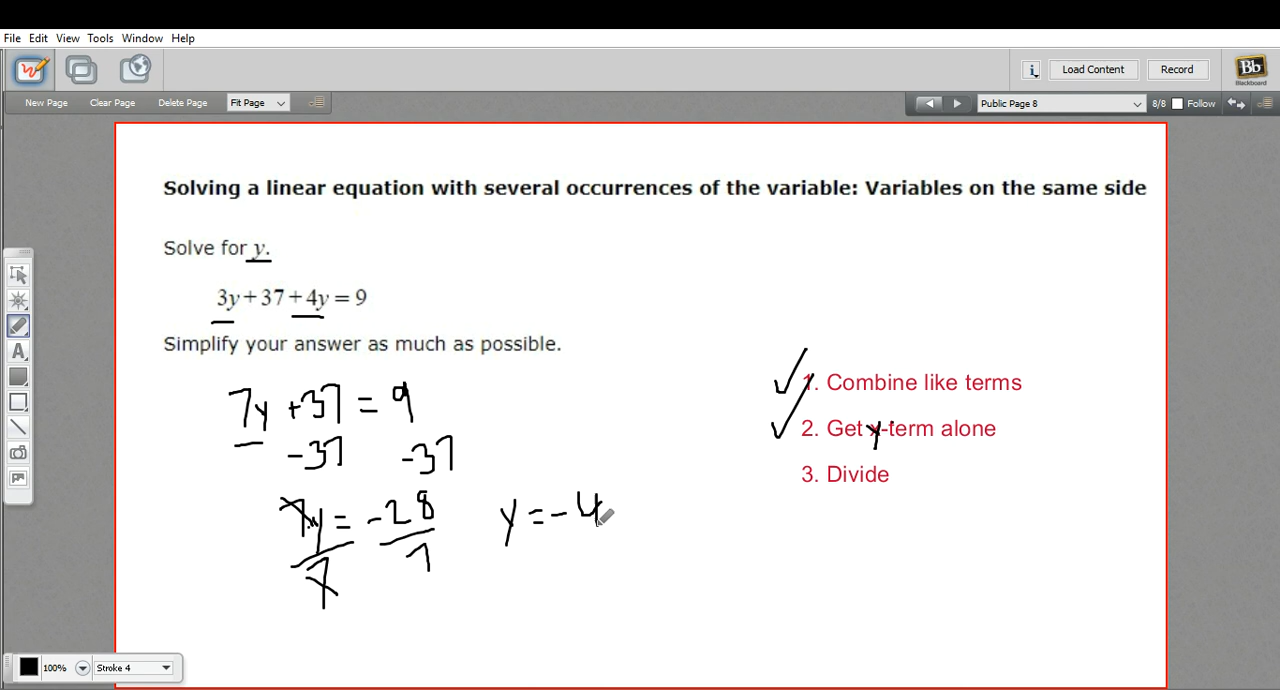 File Edit View Tools Window Help
i Load Content Record Bb
Blackboard
New Page Clear Page Delete Page Fit Page Public Page 8 8/8 Follow
Solving a linear equation with several occurrences of the variable: Variables on the same side
Solve for y.
3y + 37 + 4y = 9
Simplify your answer as much as possible.
7y + 37 = 9
-37 -37
7y = -28 y = -4
7 7
1. Combine like terms
2. Get y-term alone
3. Divide
A
100% Stroke 4